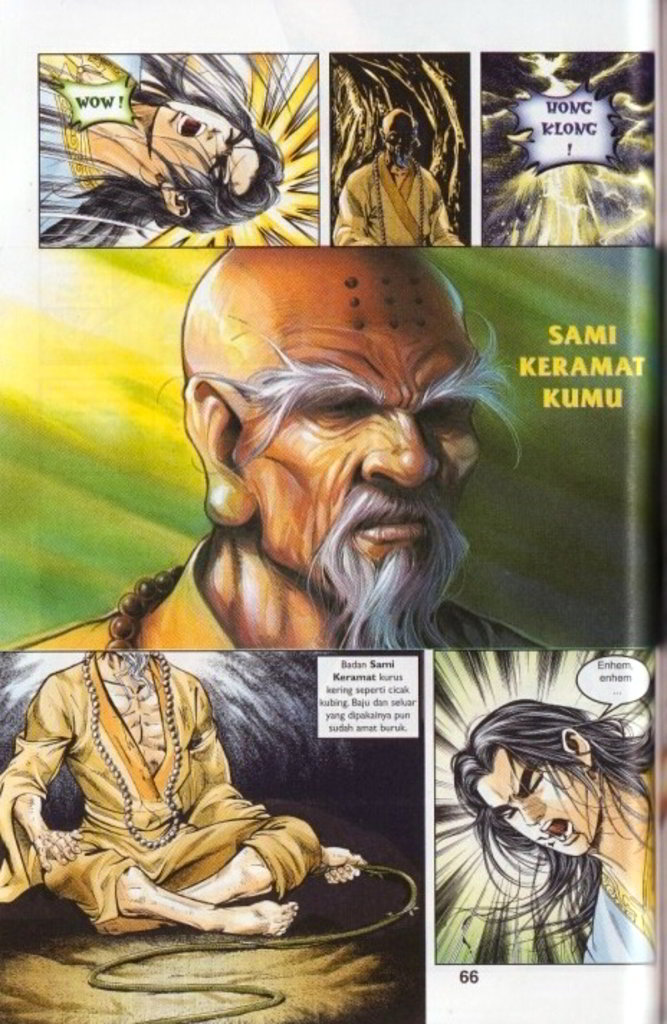 WOW !
HONG
KLONG
!
SAMI
KERAMAT
KUMU
Badan Sami
Keramat kurus
kering seperti cicak
kubing. Baju dan seluar
yang dipakainya pun
sudah amat buruk.
Enhem,
enhem
...
66